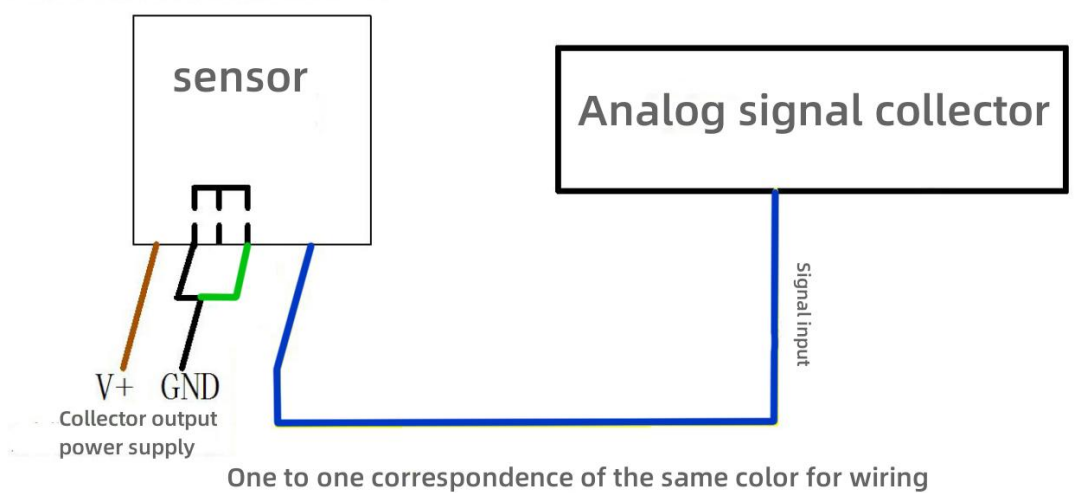 sensor
Analog signal collector
Signal input
V+ GND
Collector output
power supply
One to one correspondence of the same color for wiring